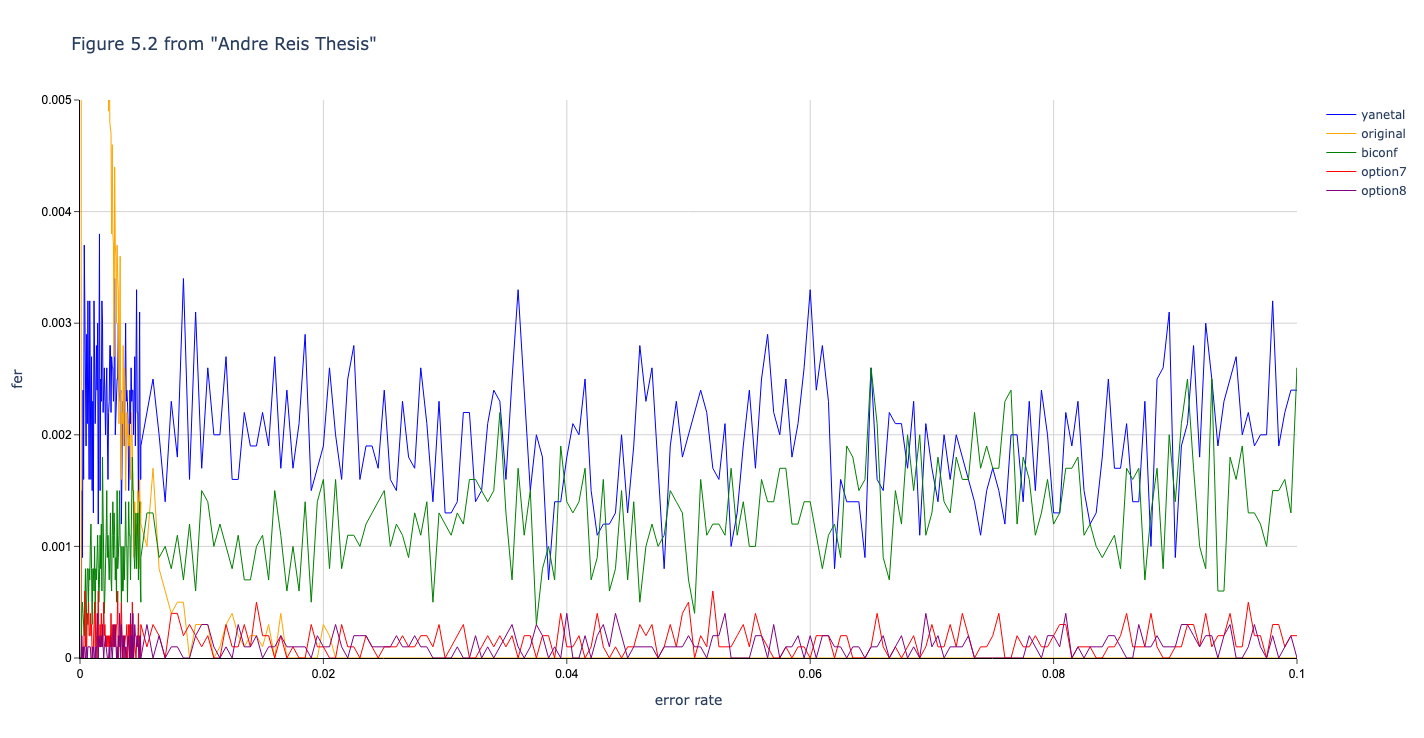 Figure 5.2 from "Andre Reis Thesis"
0.005
0.004
0.003
0.002
0.001
0
fer
0
0.02
0.04
0.06
0.08
0.1
error rate
yanetal
original
biconf
option7
option8